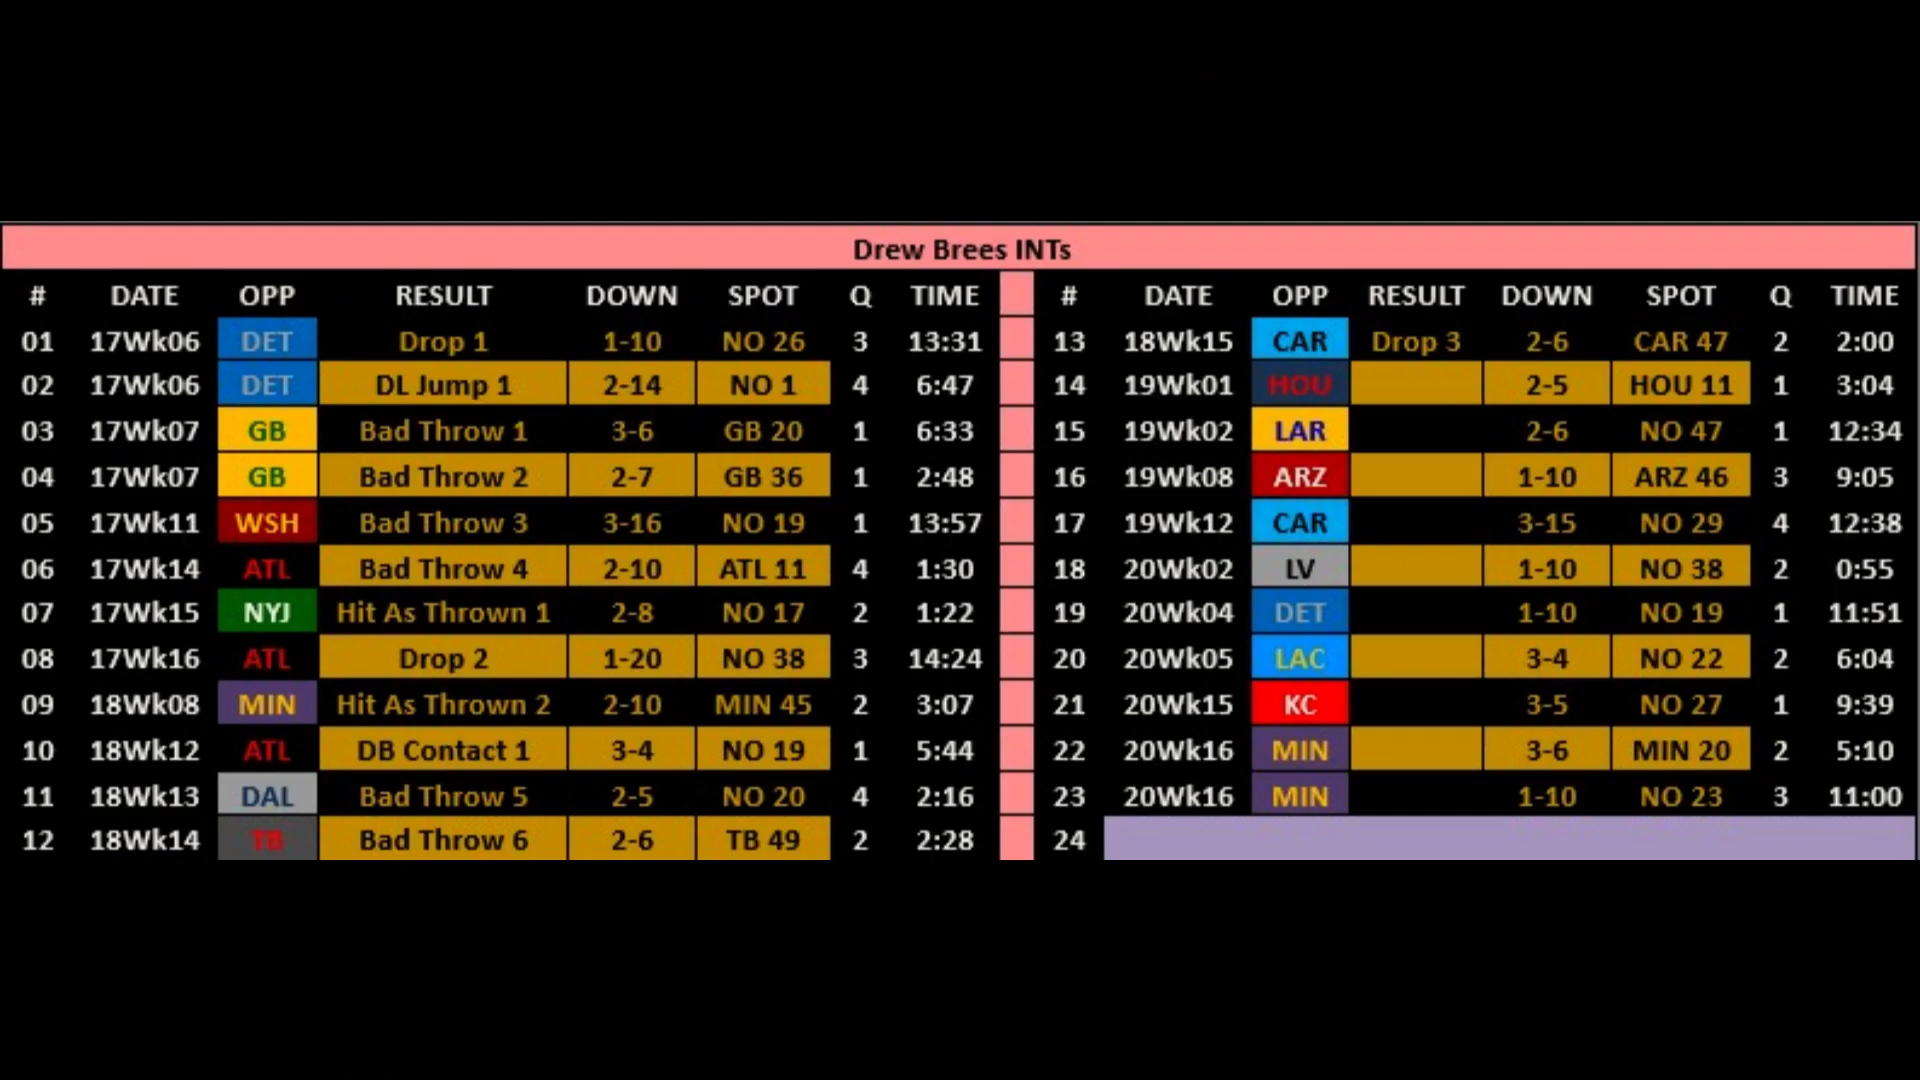 Drew Brees INTs
# DATE OPP RESULT DOWN SPOT Q TIME # DATE OPP RESULT DOWN SPOT Q TIME
01 17Wk06 DET Drop 1 1-10 NO 26 3 13:31 13 18Wk15 CAR Drop 3 2-6 CAR 47 2 2:00
02 17Wk06 DET DL Jump 1 2-14 NO 1 4 6:47 14 19Wk01 HOU 2-5 HOU 11 1 3:04
03 17Wk07 GB Bad Throw 1 3-6 GB 20 1 6:33 15 19Wk02 LAR 2-6 NO 47 1 12:34
04 17Wk07 GB Bad Throw 2 2-7 GB 36 1 2:48 16 19Wk08 ARZ 1-10 ARZ 46 3 9:05
05 17Wk11 WSH Bad Throw 3 3-16 NO 19 1 13:57 17 19Wk12 CAR 3-15 NO 29 4 12:38
06 17Wk14 ATL Bad Throw 4 2-10 ATL 11 4 1:30 18 20Wk02 LV 1-10 NO 38 2 0:55
07 17Wk15 NYJ Hit As Thrown 1 2-8 NO 17 2 1:22 19 20Wk04 DET 1-10 NO 19 1 11:51
08 17Wk16 ATL Drop 2 1-20 NO 38 3 14:24 20 20Wk05 LAC 3-4 NO 22 2 6:04
09 18Wk08 MIN Hit As Thrown 2 2-10 MIN 45 2 3:07 21 20Wk15 KC 3-5 NO 27 1 9:39
10 18Wk12 ATL DB Contact 1 3-4 NO 19 1 5:44 22 20Wk16 MIN 3-6 MIN 20 2 5:10
11 18Wk13 DAL Bad Throw 5 2-5 NO 20 4 2:16 23 20Wk16 MIN 1-10 NO 23 3 11:00
12 18Wk14 TB Bad Throw 6 2-6 TB 49 2 2:28 24